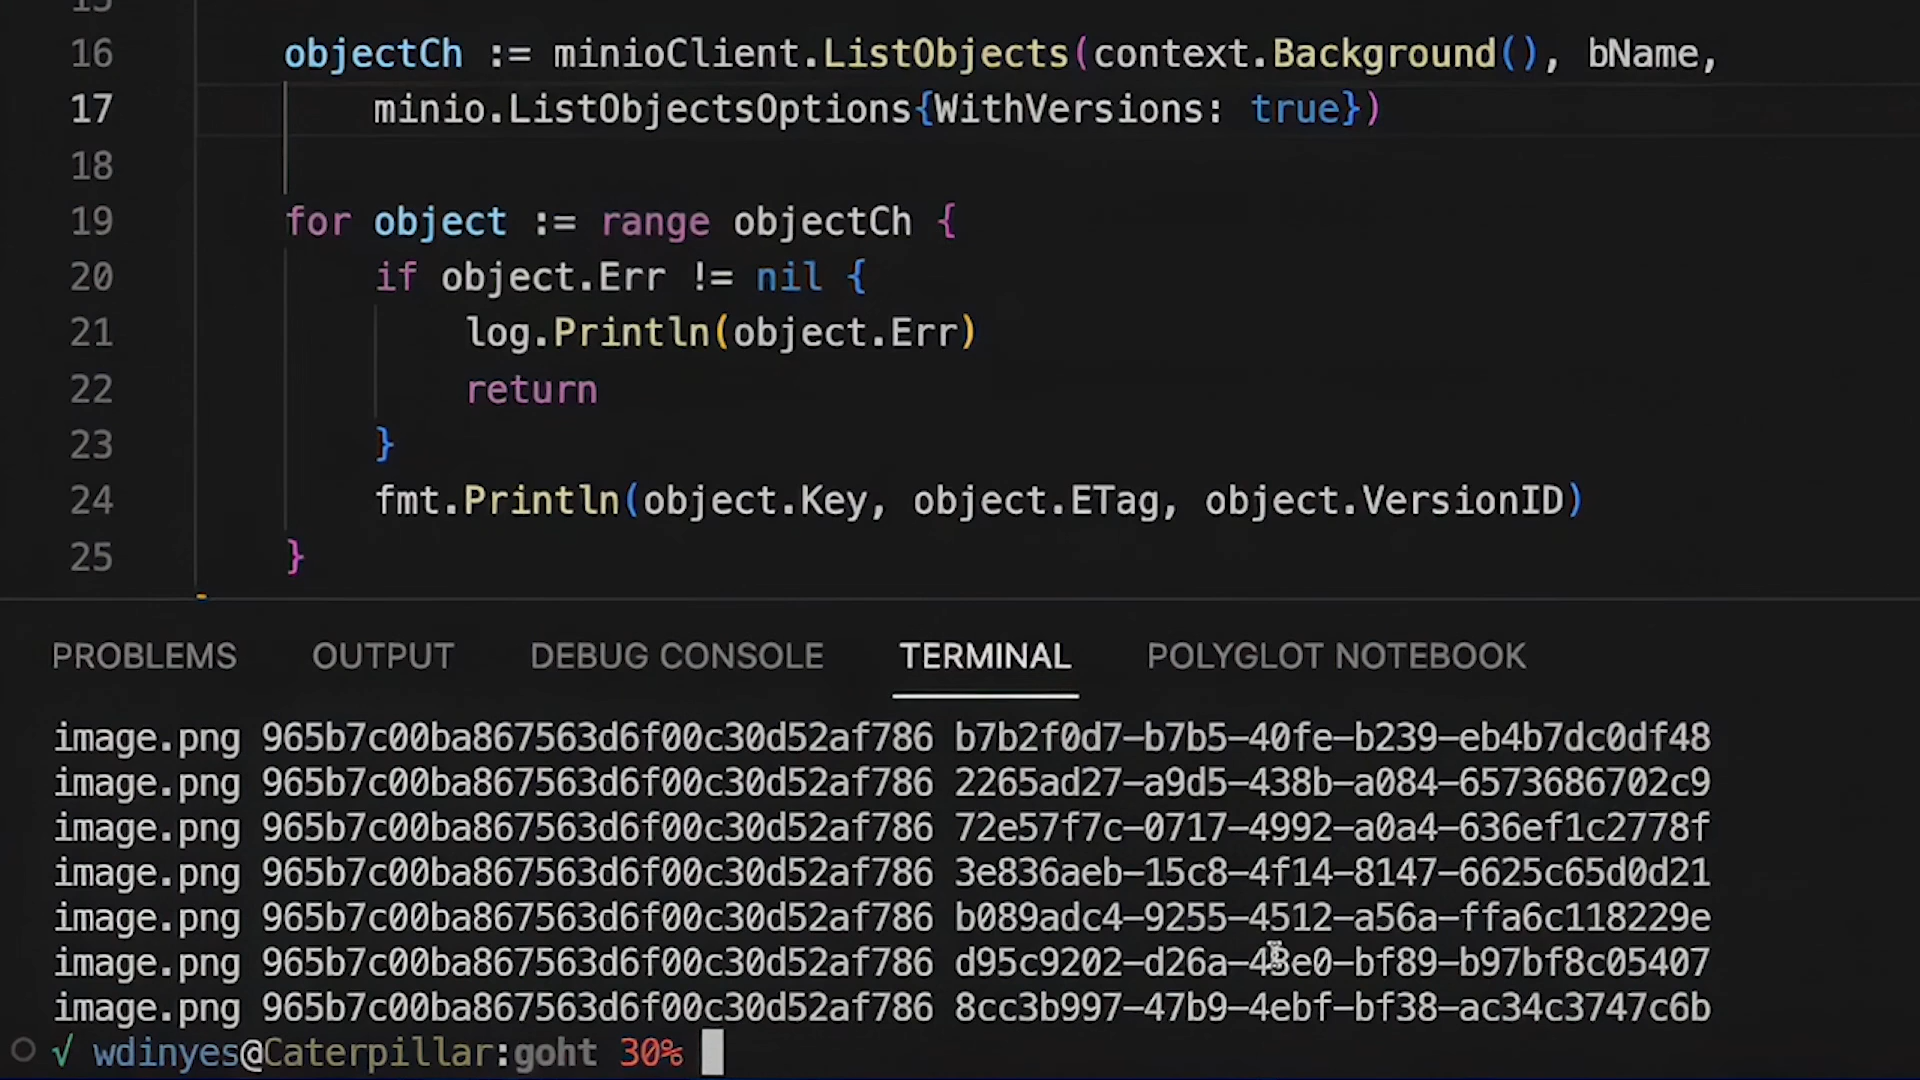 15
16 objectCh := minioClient.ListObjects(context.Background(), bName,
17 minio.ListObjectsOptions{WithVersions: true})
18
19 for object := range objectCh {
20 if object.Err != nil {
21 log.Println(object.Err)
22 return
23 }
24 fmt.Println(object.Key, object.ETag, object.VersionID)
25 }
PROBLEMS OUTPUT DEBUG CONSOLE TERMINAL POLYGLOT NOTEBOOK
image.png 965b7c00ba867563d6f00c30d52af786 b7b2f0d7-b7b5-40fe-b239-eb4b7dc0df48
image.png 965b7c00ba867563d6f00c30d52af786 2265ad27-a9d5-438b-a084-6573686702c9
image.png 965b7c00ba867563d6f00c30d52af786 72e57f7c-0717-4992-a0a4-636ef1c2778f
image.png 965b7c00ba867563d6f00c30d52af786 3e836aeb-15c8-4f14-8147-6625c65d0d21
image.png 965b7c00ba867563d6f00c30d52af786 b089adc4-9255-4512-a56a-ffa6c118229e
image.png 965b7c00ba867563d6f00c30d52af786 d95c9202-d26a-48e0-bf89-b97bf8c05407
image.png 965b7c00ba867563d6f00c30d52af786 8cc3b997-47b9-4ebf-bf38-ac34c3747c6b
√ wdinyes@Caterpillar:goht 30%